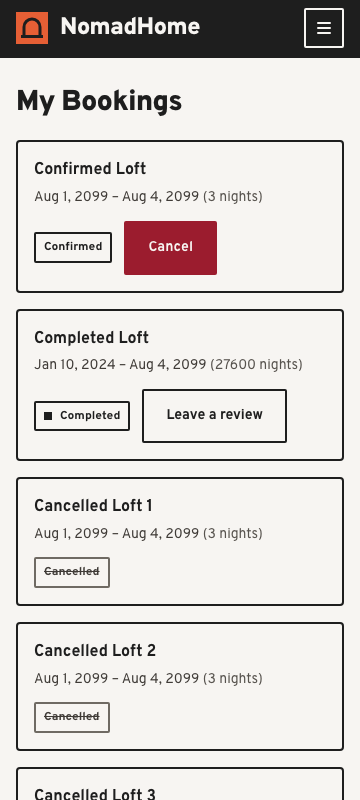 NomadHome
My Bookings
Confirmed Loft
Aug 1, 2099 – Aug 4, 2099 (3 nights)
Confirmed
Cancel
Completed Loft
Jan 10, 2024 – Aug 4, 2099 (27600 nights)
Completed
Leave a review
Cancelled Loft 1
Aug 1, 2099 – Aug 4, 2099 (3 nights)
Cancelled
Cancelled Loft 2
Aug 1, 2099 – Aug 4, 2099 (3 nights)
Cancelled
Cancelled Loft 3